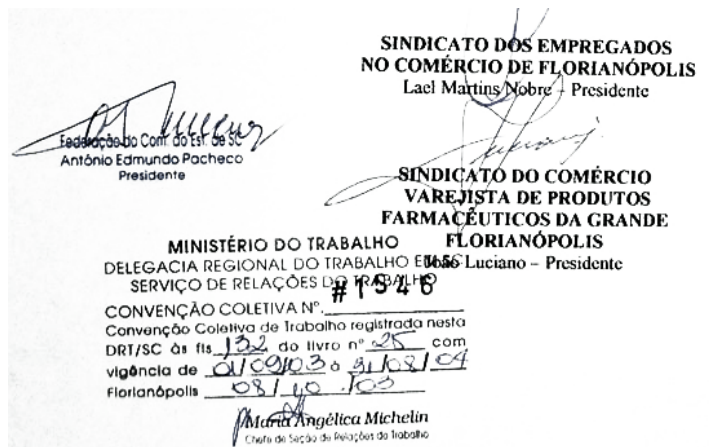 SINDICATO DOS EMPREGADOS
NO COMÉRCIO DE FLORIANÓPOLIS
Lael Martins Nobre – Presidente
Federação do Com. do Est. de SC
Antônio Edmundo Pacheco
Presidente
SINDICATO DO COMÉRCIO
VAREJISTA DE PRODUTOS
FARMACÊUTICOS DA GRANDE
FLORIANÓPOLIS
João Luciano – Presidente
MINISTÉRIO DO TRABALHO
DELEGACIA REGIONAL DO TRABALHO EM SC
SERVIÇO DE RELAÇÕES DO TRABALHO
#1546
CONVENÇÃO COLETIVA Nº.
Convenção Coletiva de Trabalho registrada nesta
DRT/SC às fls 132 do livro nº 25 com
vigência de 01/09/03 à 31/08/04
Florianópolis 08/10/03
Maria Angélica Michelin
Chefe da Seção de Relações do Trabalho